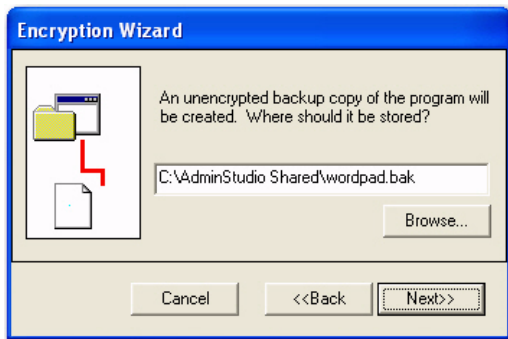 Encryption Wizard
An unencrypted backup copy of the program will
be created.  Where should it be stored?
C:\AdminStudio Shared\wordpad.bak
Browse...
Cancel
<<Back
Next>>